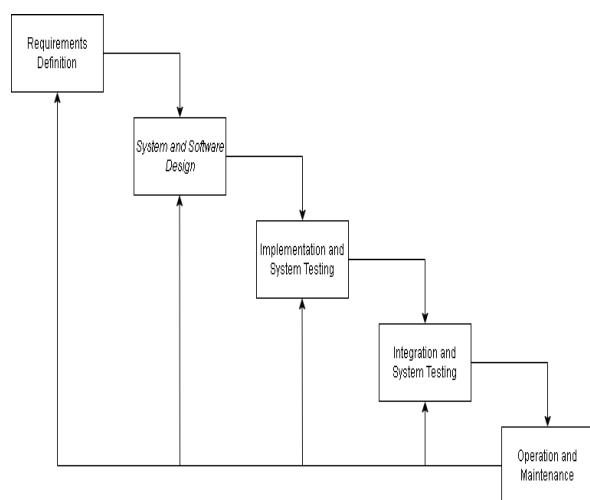 Requirements
Definition
System and Software
Design
Implementation and
System Testing
Integration and
System Testing
Operation and
Maintenance